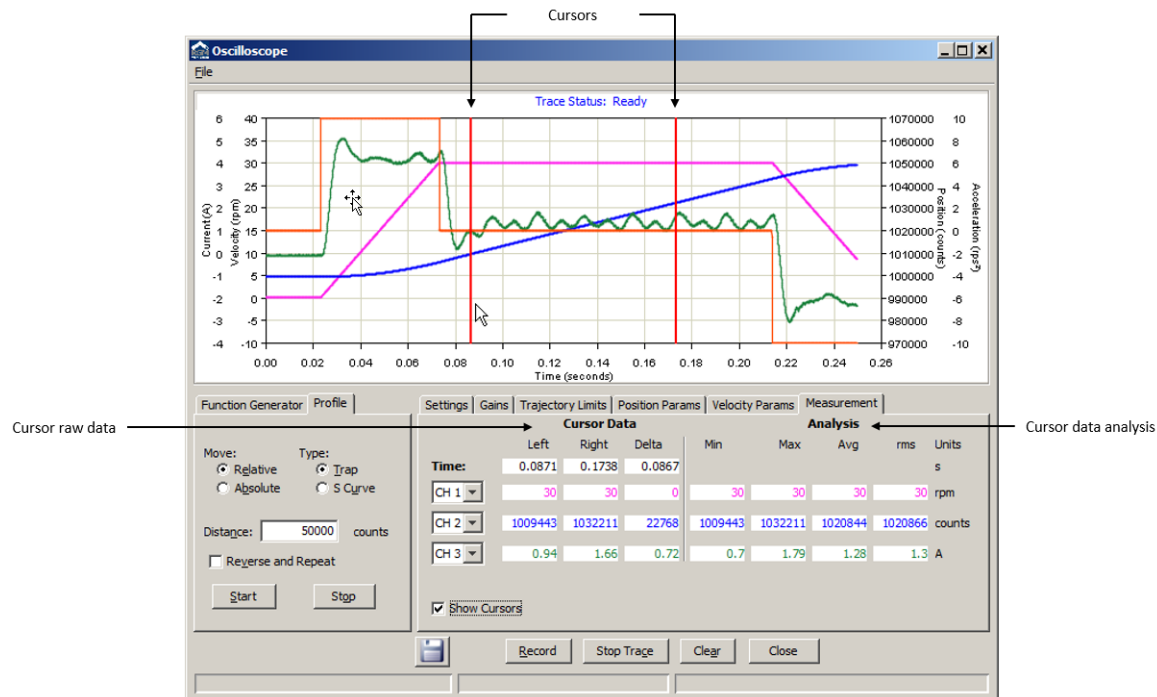 Cursors
Oscilloscope
File
Trace Status: Ready
6 40 1070000 10
5 35 1060000 8
4 30 1050000 6
3 25 1040000 4
2 20 1030000 2
1 15 1020000 0
0 10 1010000 -2
-1 5 1000000 -4
-2 0 990000 -6
-3 -5 980000 -8
-4 -10 970000 -10
Current(A)
Velocity (rpm)
Position (counts)
Acceleration (rps²)
0.00 0.02 0.04 0.06 0.08 0.10 0.12 0.14 0.16 0.18 0.20 0.22 0.24 0.26
Time (seconds)
Function Generator Profile Settings Gains Trajectory Limits Position Params Velocity Params Measurement
Cursor raw data Cursor Data Analysis Cursor data analysis
Left Right Delta Min Max Avg rms Units
Move: Type:
Relative Trap
Absolute S Curve
Time: 0.0871 0.1738 0.0867 s
CH 1 30 30 0 30 30 30 30 rpm
CH 2 1009443 1032211 22768 1009443 1032211 1020844 1020866 counts
CH 3 0.94 1.66 0.72 0.7 1.79 1.28 1.3 A
Distance: 50000 counts
Reverse and Repeat
Start Stop
Show Cursors
Record Stop Trace Clear Close